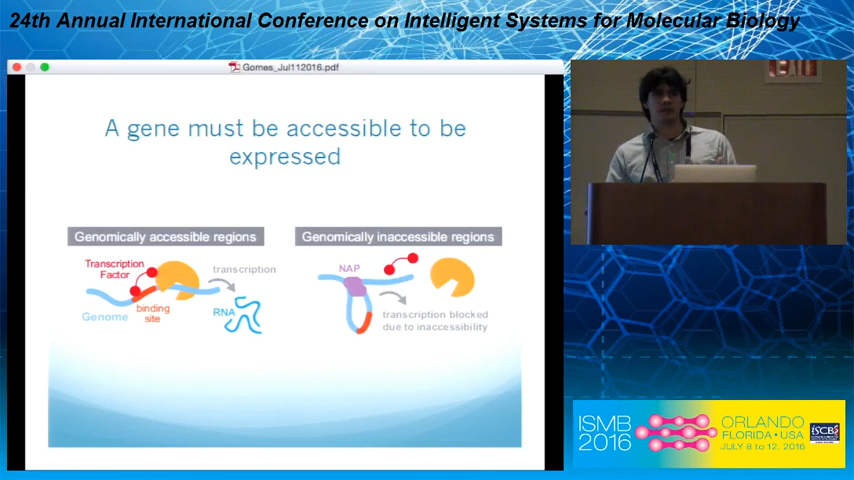 24th Annual International Conference on Intelligent Systems for Molecular Biology
Gomes_Jul112016.pdf
A gene must be accessible to be
expressed
Genomically accessible regions
Transcription
Factor
transcription
Genome
binding
site
RNA
Genomically inaccessible regions
NAP
transcription blocked
due to inaccessibility
ISMB
2016
ORLANDO
FLORIDA • USA
JULY 8 to 12, 2016
ISCB